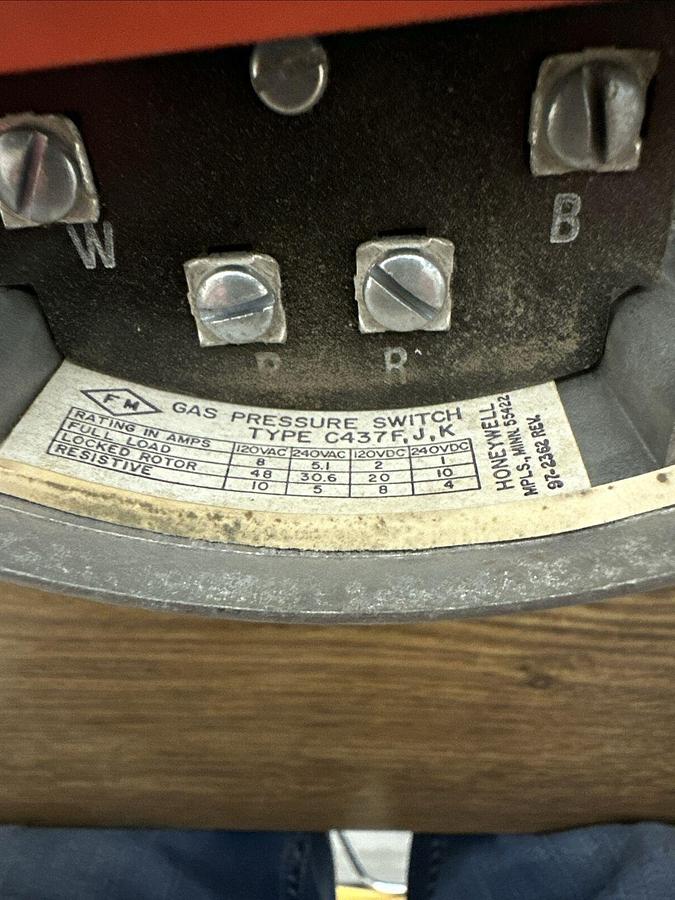 W
B
R
R
FM
GAS PRESSURE SWITCH
TYPE C437F,J,K
RATING IN AMPS 120VAC 240VAC 120VDC 240VDC
FULL LOAD 8 5.1 2 1
LOCKED ROTOR 48 30.6 20 10
RESISTIVE 10 5 8 4
HONEYWELL
MPLS., MINN. 55422
97-2362 REV.